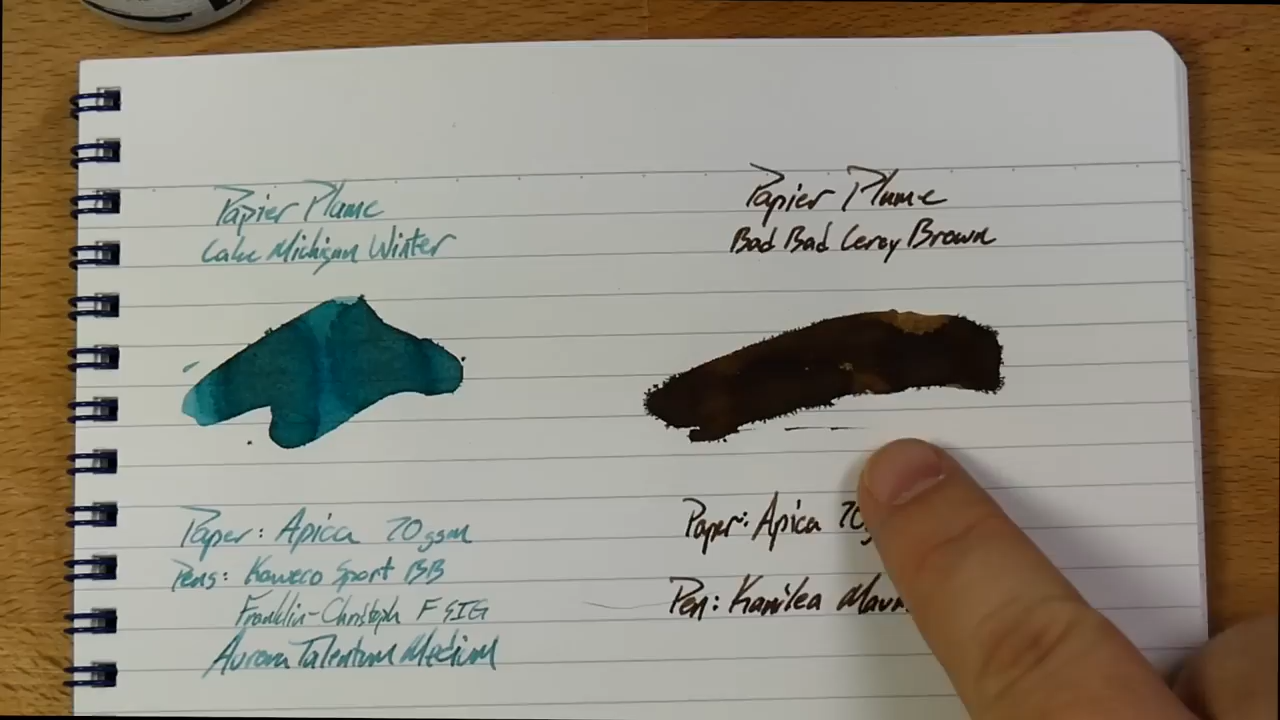 Papier Plume
Lake Michigan Winter
Papier Plume
Bad Bad Leroy Brown
Paper: Apica 70gsm
Pens: Kaweco Sport BB
Franklin-Christoph F SIG
Aurora Talentum Medium
Paper: Apica 70
Pen: Kanilea